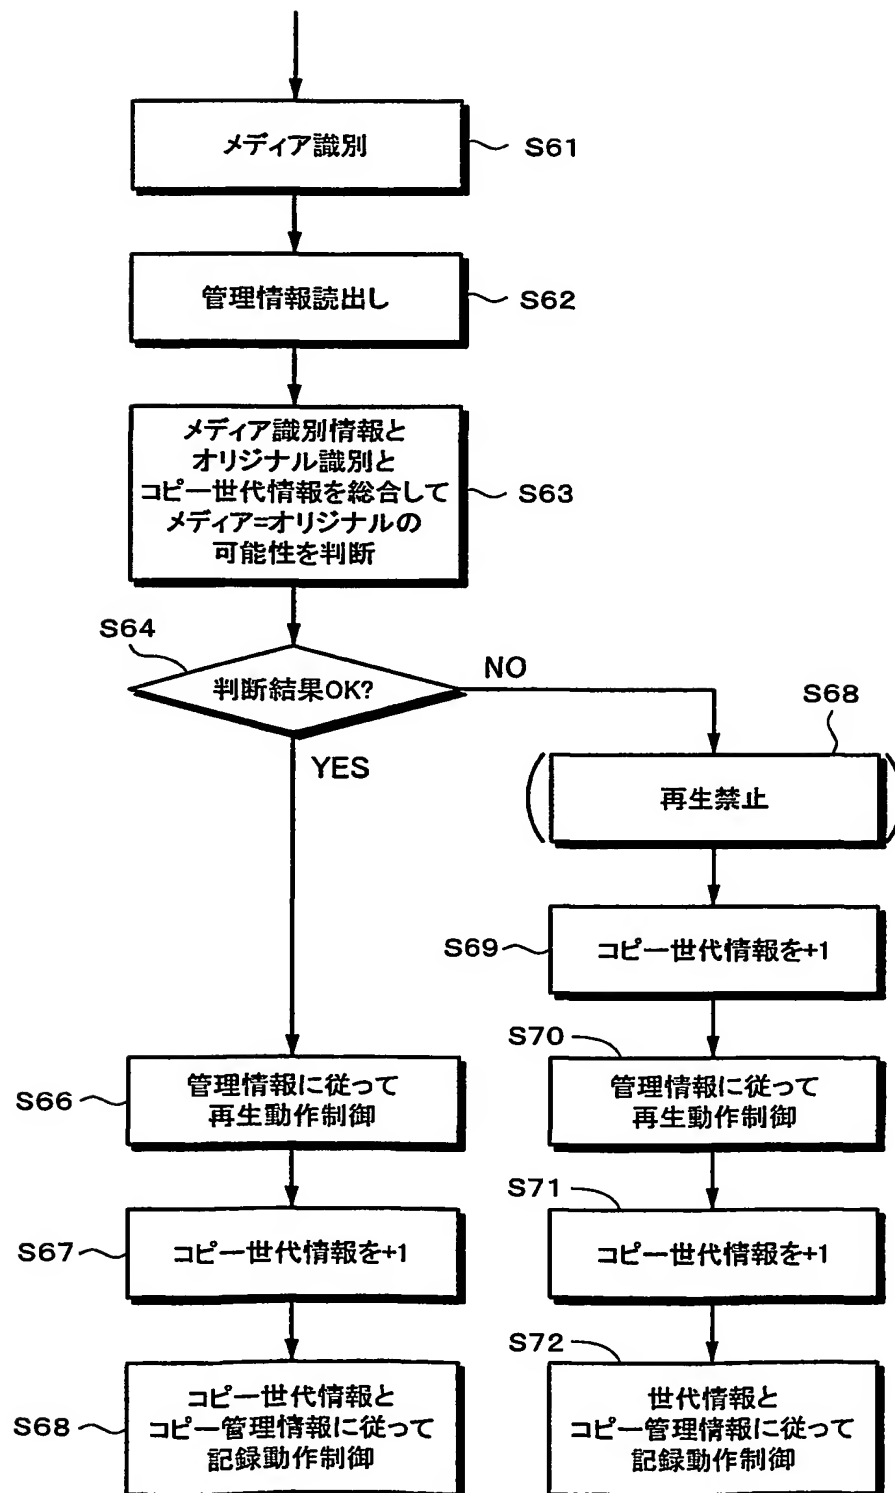 メディア識別
S61
管理情報読出し
S62
メディア識別情報と
オリジナル識別と
コピー世代情報を総合して
メディア=オリジナルの
可能性を判断
S63
S64
判断結果OK?
NO
YES
S68
再生禁止
S69
コピー世代情報を+1
S66
管理情報に従って
再生動作制御
S70
管理情報に従って
再生動作制御
S67
コピー世代情報を+1
S71
コピー世代情報を+1
S68
コピー世代情報と
コピー管理情報に従って
記録動作制御
S72
世代情報と
コピー管理情報に従って
記録動作制御